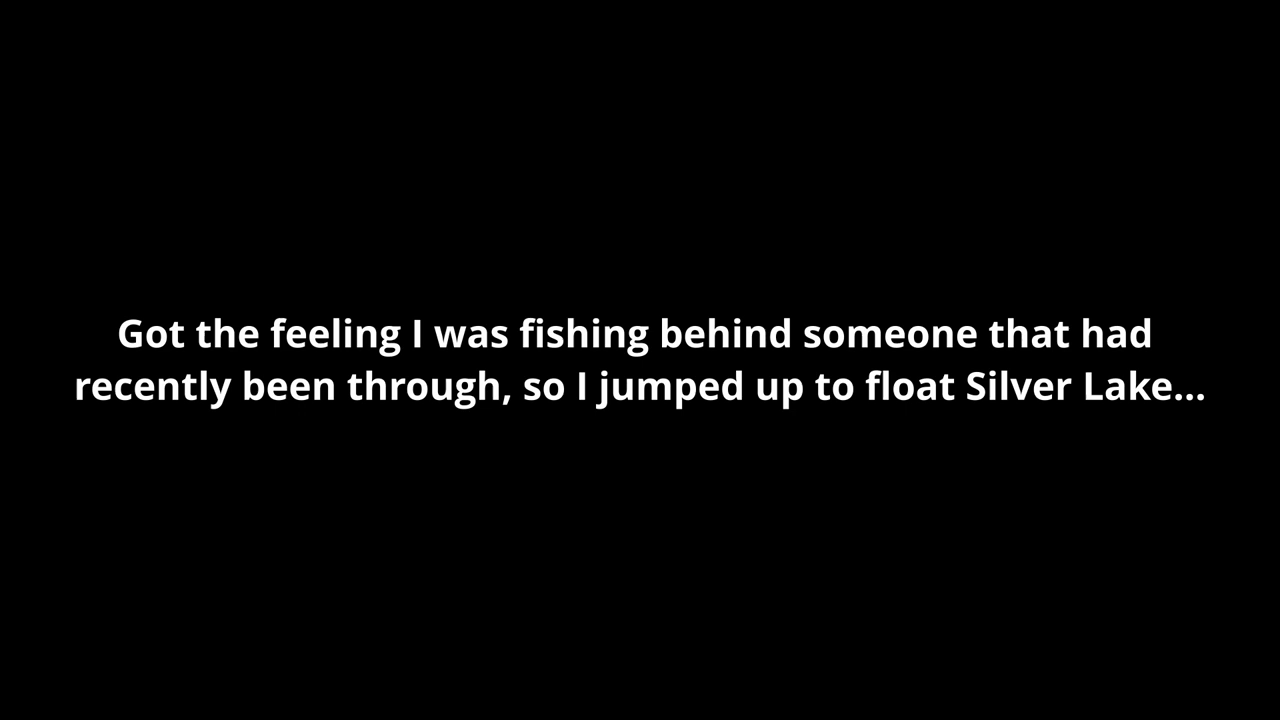 Got the feeling I was fishing behind someone that had
recently been through, so I jumped up to float Silver Lake...